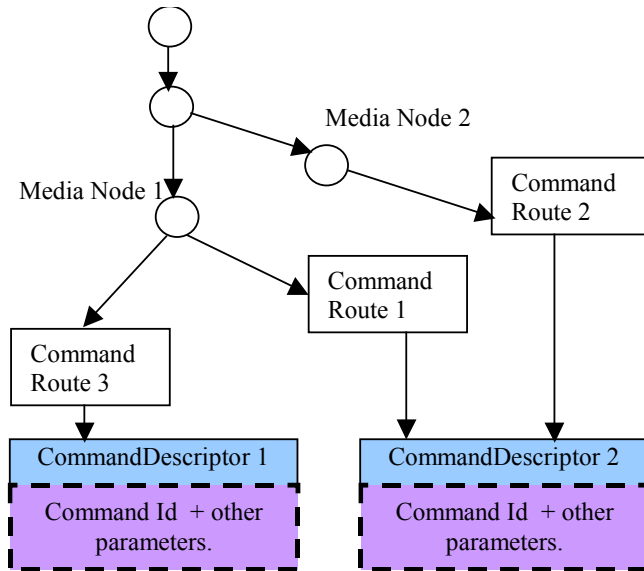 Media Node 2
Media Node 1
Command
Route 2
Command
Route 1
Command
Route 3
CommandDescriptor 1
CommandDescriptor 2
Command Id + other
parameters.
Command Id + other
parameters.